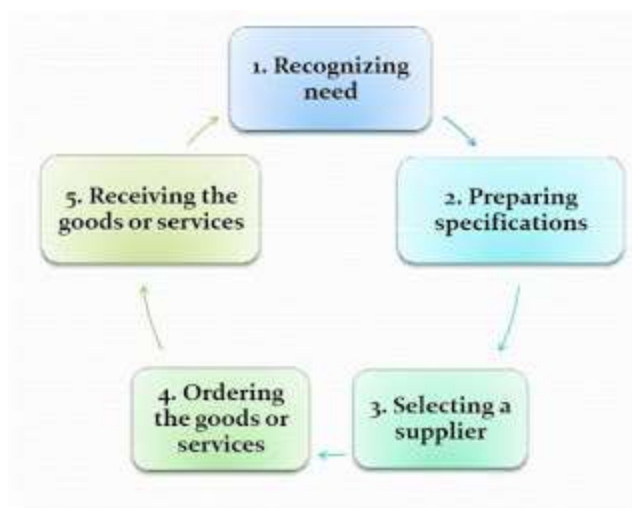 1. Recognizing
need
2. Preparing
specifications
3. Selecting a
supplier
4. Ordering
the goods or
services
5. Receiving the
goods or services